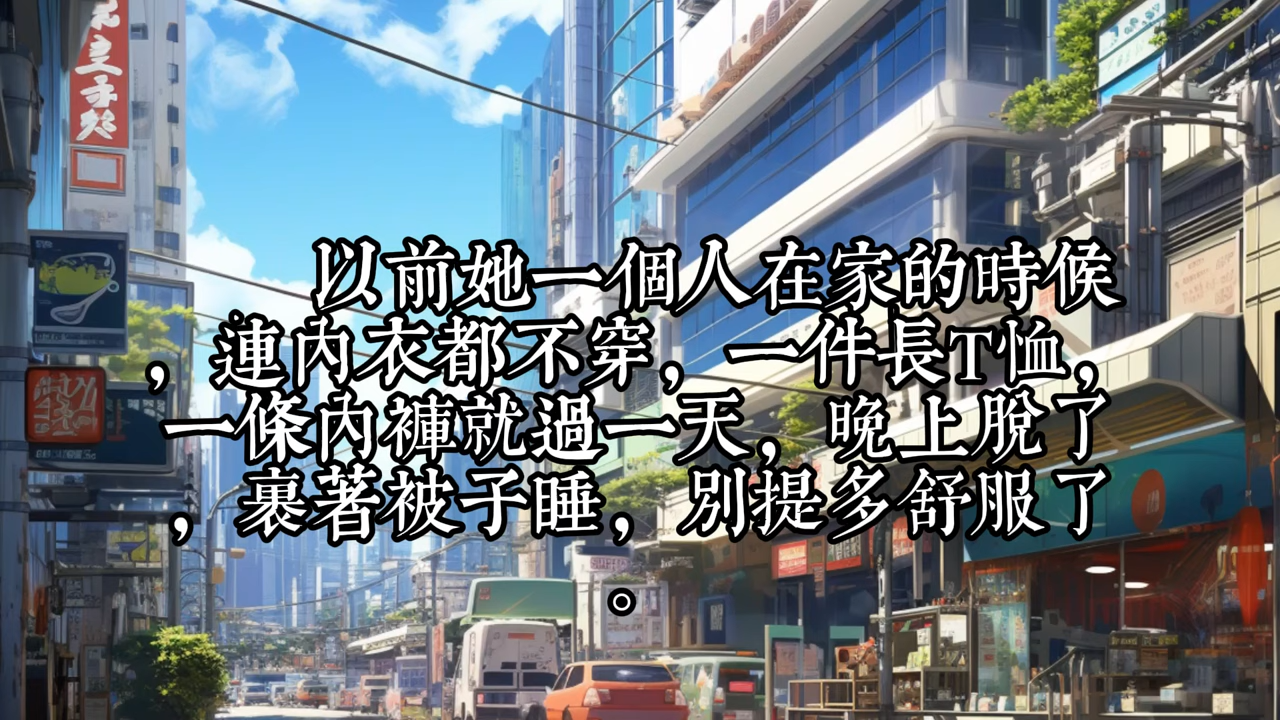 以前她一個人在家的時候
，連內衣都不穿，一件長T恤，
一條內褲就過一天，晚上脫了
，裹著被子睡，別提多舒服了
。